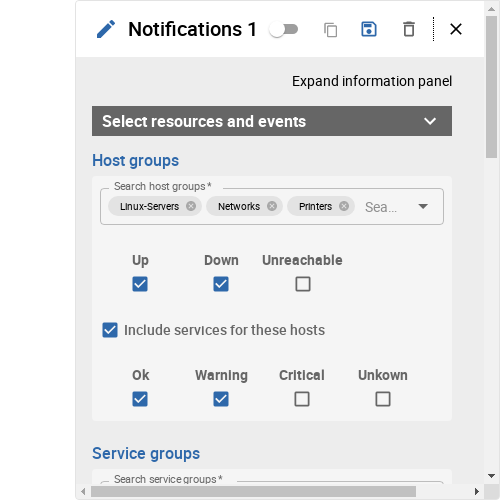 Notifications 1
Expand information panel
Select resources and events
Host groups
Search host groups *
Linux-Servers Networks Printers Sea...
Up Down Unreachable
Include services for these hosts
Ok Warning Critical Unkown
Service groups
Search service groups *